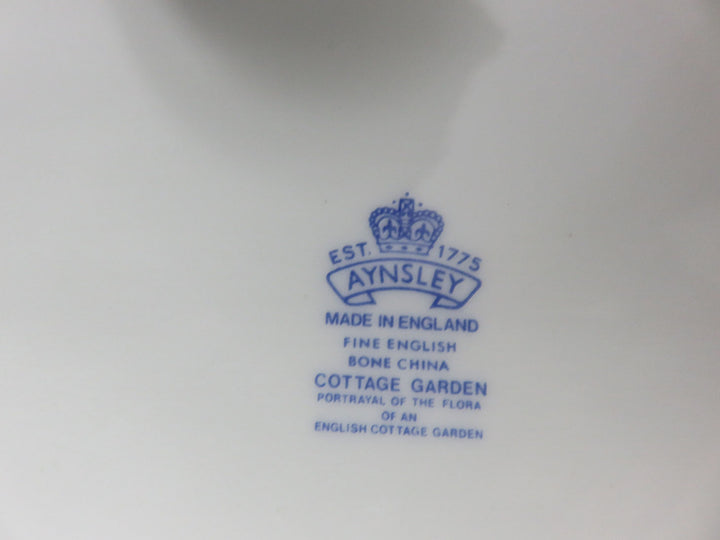 EST. 1775
AYNSLEY
MADE IN ENGLAND
FINE ENGLISH
BONE CHINA
COTTAGE GARDEN
PORTRAYAL OF THE FLORA
OF AN
ENGLISH COTTAGE GARDEN